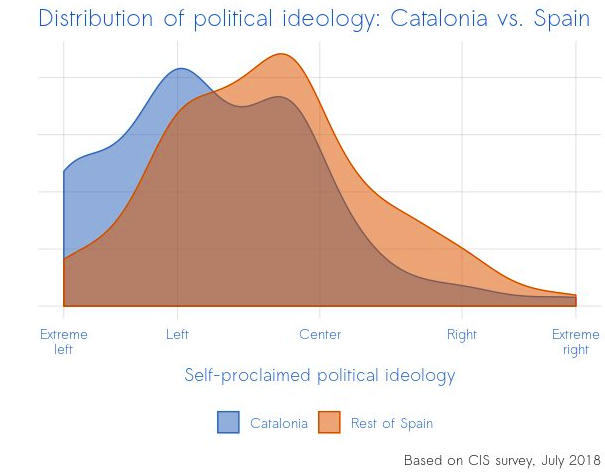 Distribution of political ideology: Catalonia vs. Spain
Extreme left
Left
Center
Right
Extreme right
Self-proclaimed political ideology
Catalonia
Rest of Spain
Based on CIS survey, July 2018